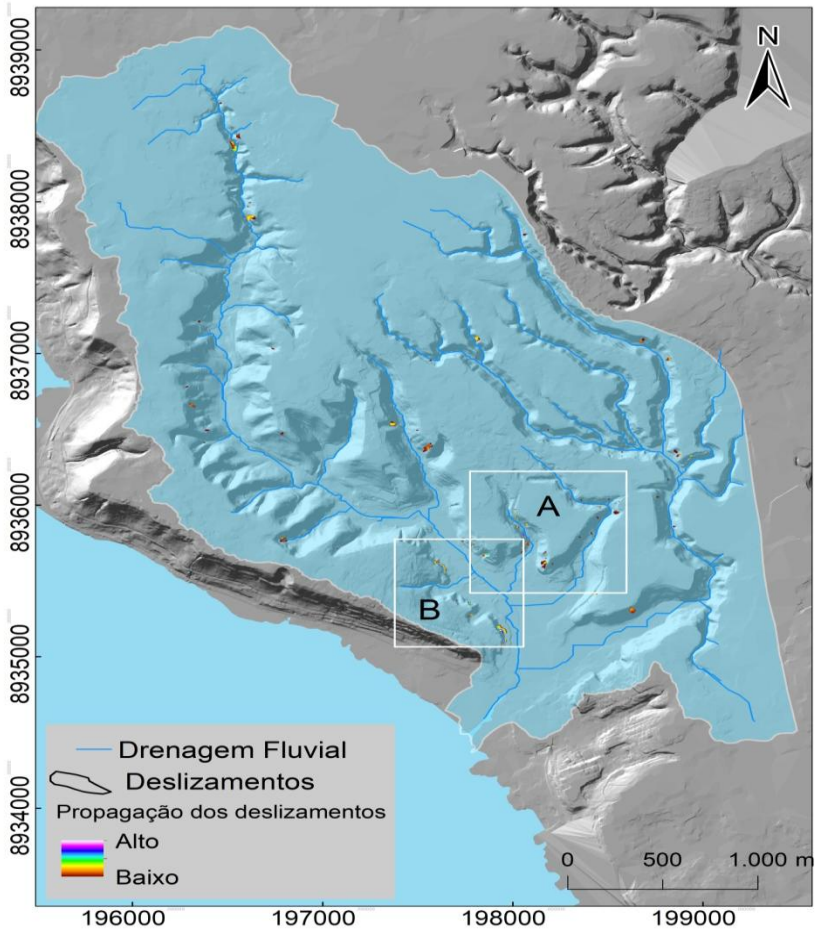 N
8939000
8938000
8937000
8936000
8935000
8934000
A
B
Drenagem Fluvial
Deslizamentos
Propagação dos deslizamentos
Alto
Baixo
0 500 1.000 m
196000 197000 198000 199000